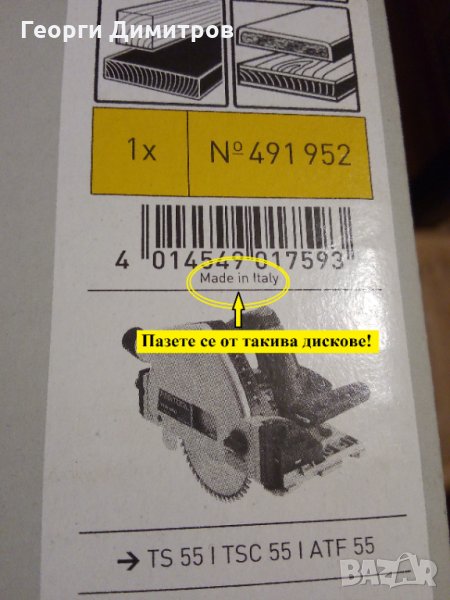 Георги Димитров
1x
№ 491 952
4 014549 017593
Made in Italy
Пазете се от такива дискове!
→ TS 55 I TSC 55 I ATF 55
BAZAR